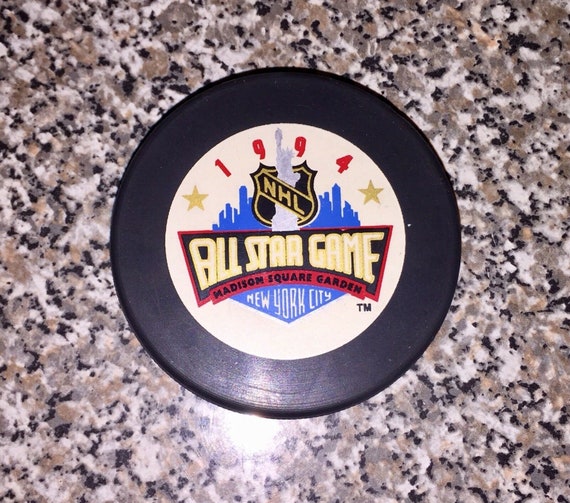 1994
NHL
ALL STAR GAME
MADISON SQUARE GARDEN
NEW YORK CITY
TM